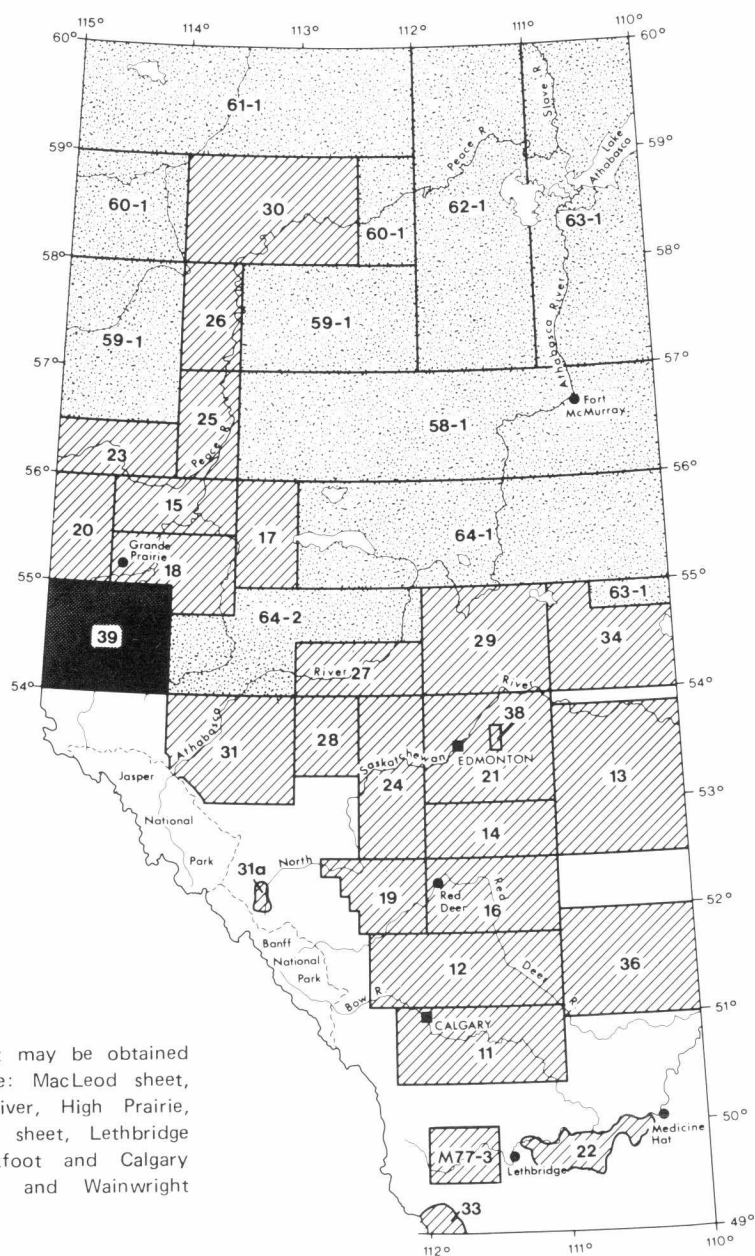 115° 114° 113° 112° 111° 110°
60° 60°
61-1
Slave R
Peace R
59° 59°
Lake
Athabasca
60-1 30 60-1 62-1 63-1
58° 58°
26 59-1
59-1
Athabasca River
57° 57°
25 58-1
Fort
McMurray
Peace R
23
56° 56°
15
20 17 64-1
Grande
Prairie
18
55° 55°
63-1
39 64-2 29 34
River 27
54° 54°
River
38
Athabasca
31 28
Saskatchewan
EDMONTON
24 21 13
Jasper
National
Park
53° 53°
14
31a North
19 Red
Deer
Red
16
52°
Banff
National
Park
12 Deer R 36
Bow R
51°
CALGARY
11
t may be obtained
e: MacLeod sheet,
iver, High Prairie,
sheet, Lethbridge
kfoot and Calgary
and Wainwright
50°
Medicine
Hat
M77-3 22
Lethbridge
33
49°
112° 111° 110°